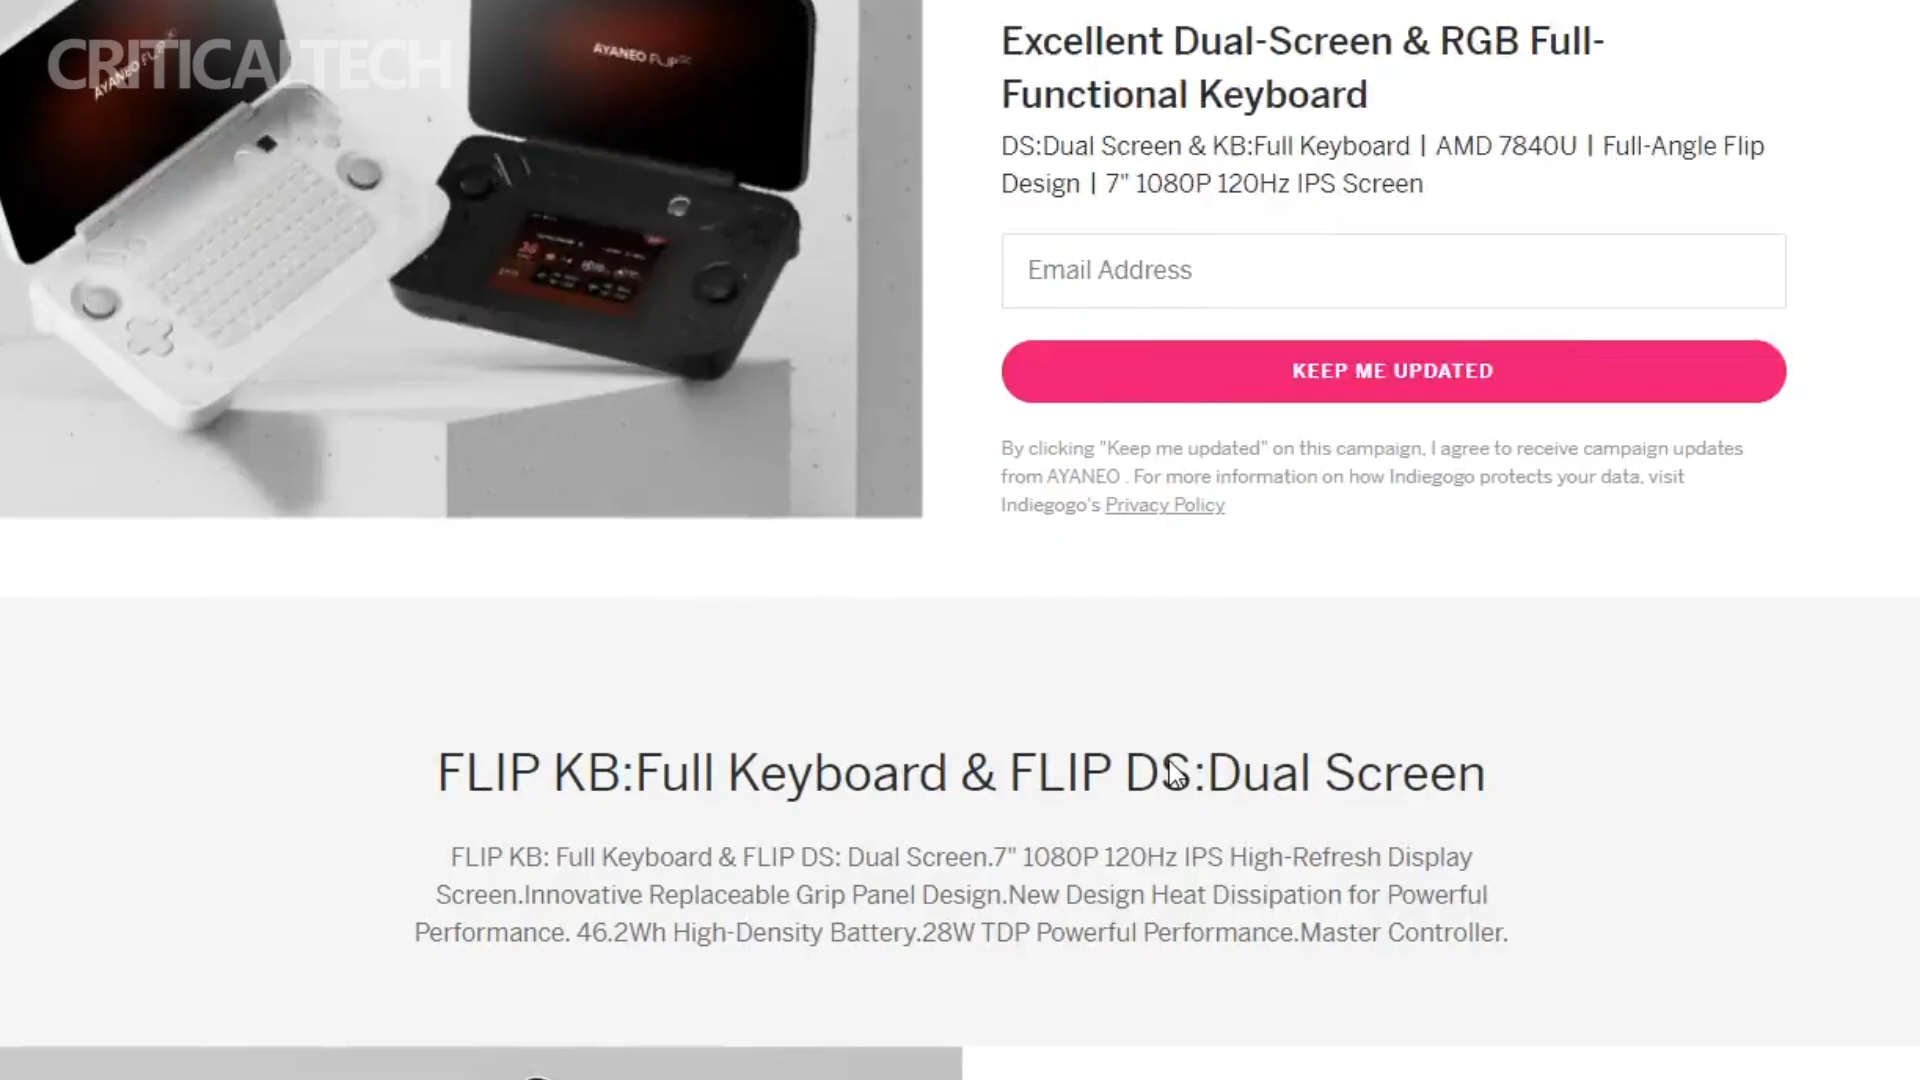 CRITICALTECH
AYANEO FLIP
AYANEO FLIP
Excellent Dual-Screen & RGB Full-
Functional Keyboard
DS:Dual Screen & KB:Full Keyboard | AMD 7840U | Full-Angle Flip
Design | 7" 1080P 120Hz IPS Screen
Email Address
KEEP ME UPDATED
By clicking "Keep me updated" on this campaign, I agree to receive campaign updates
from AYANEO . For more information on how Indiegogo protects your data, visit
Indiegogo's Privacy Policy
FLIP KB:Full Keyboard & FLIP DS:Dual Screen
FLIP KB: Full Keyboard & FLIP DS: Dual Screen.7" 1080P 120Hz IPS High-Refresh Display
Screen.Innovative Replaceable Grip Panel Design.New Design Heat Dissipation for Powerful
Performance. 46.2Wh High-Density Battery.28W TDP Powerful Performance.Master Controller.